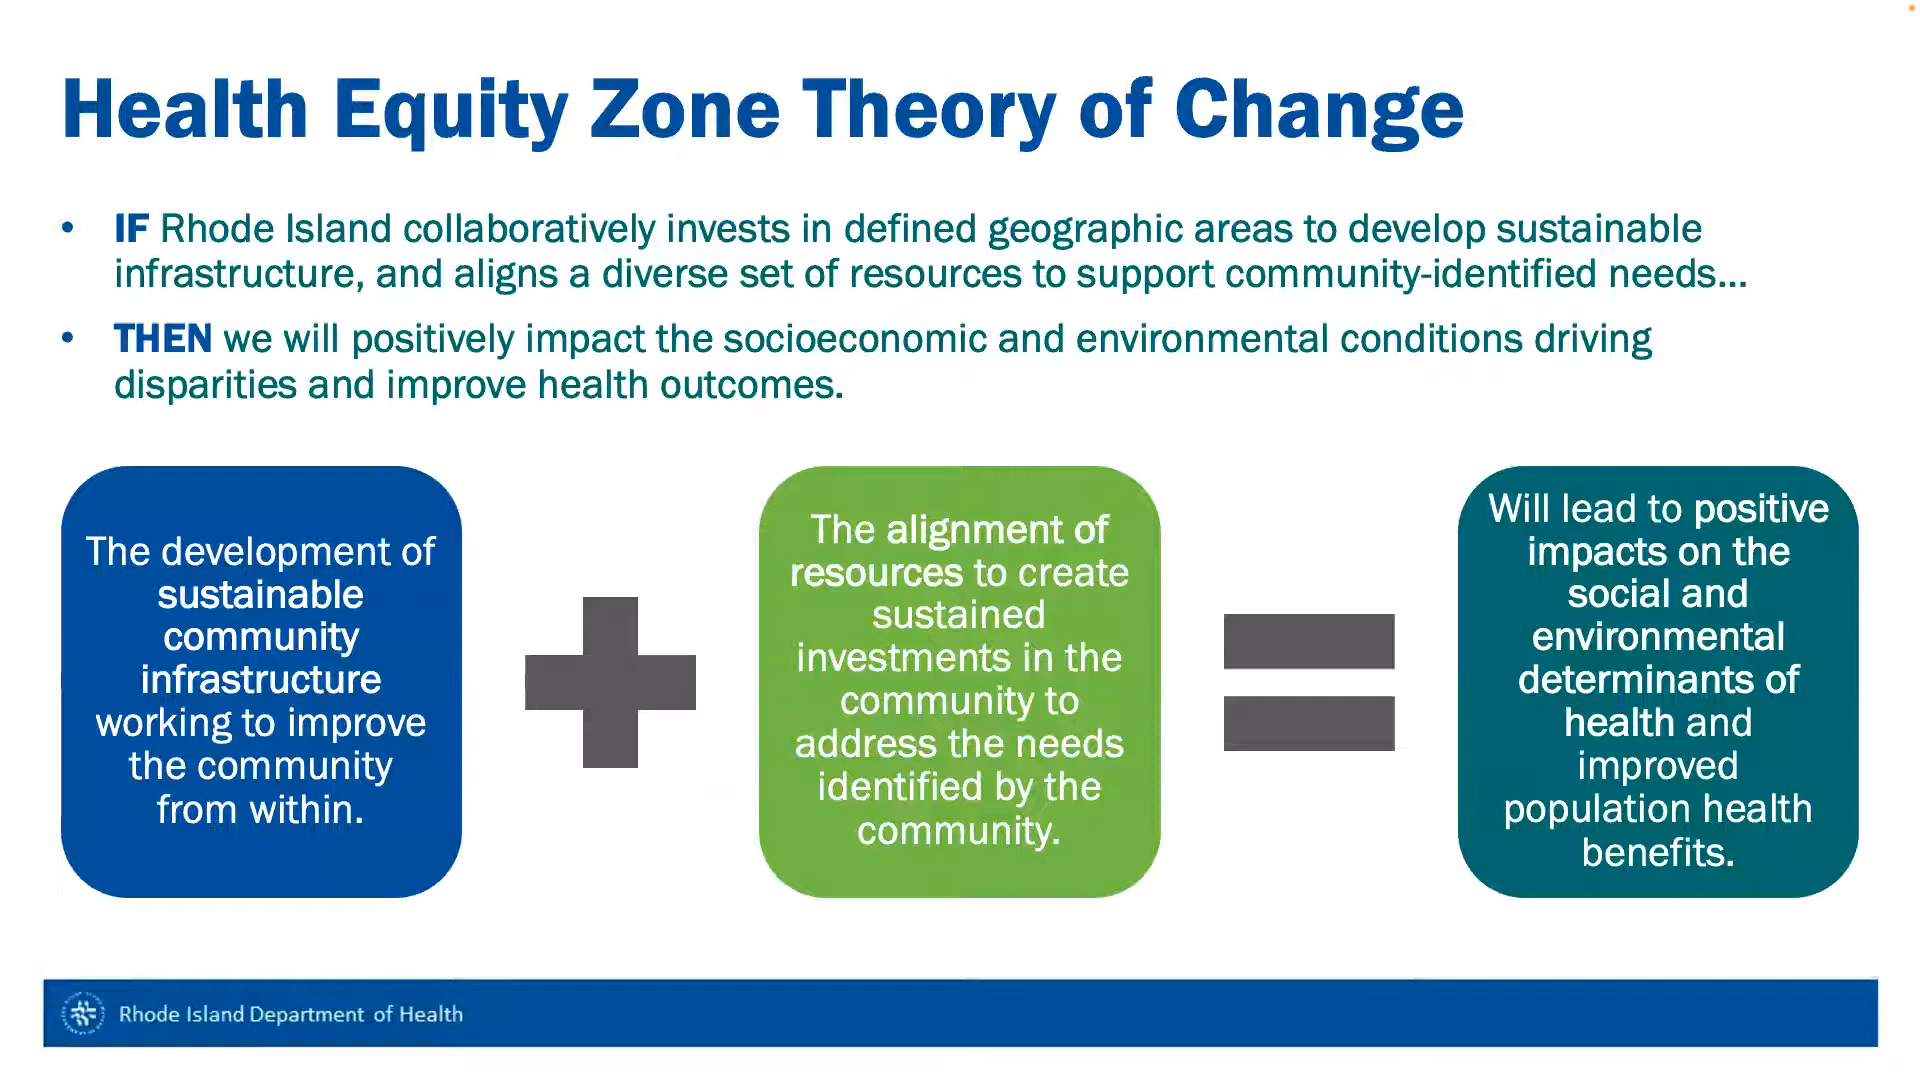 Health Equity Zone Theory of Change
• IF Rhode Island collaboratively invests in defined geographic areas to develop sustainable
infrastructure, and aligns a diverse set of resources to support community-identified needs...
• THEN we will positively impact the socioeconomic and environmental conditions driving
disparities and improve health outcomes.
The development of
sustainable
community
infrastructure
working to improve
the community
from within.
The alignment of
resources to create
sustained
investments in the
community to
address the needs
identified by the
community.
Will lead to positive
impacts on the
social and
environmental
determinants of
health and
improved
population health
benefits.
Rhode Island Department of Health